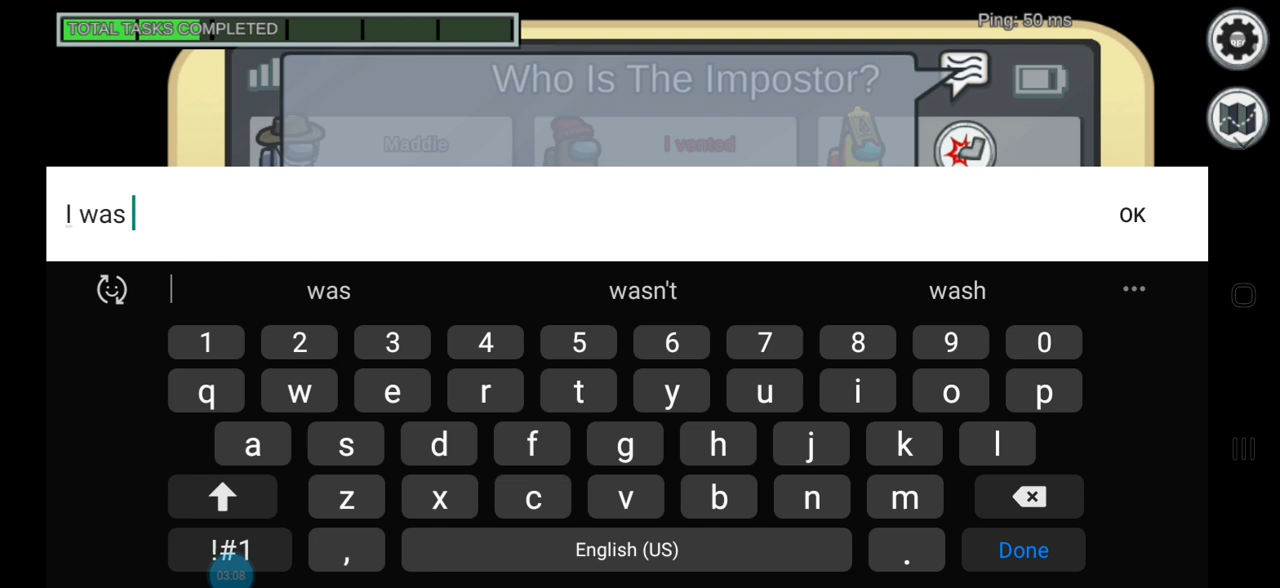 TOTAL TASKS COMPLETED
Ping: 50 ms
REC
Who Is The Impostor?
Maddie
I vented
I was
OK
was wasn't wash
1 2 3 4 5 6 7 8 9 0
q w e r t y u i o p
a s d f g h j k l
z x c v b n m
!#1 , English (US) . Done
03:08